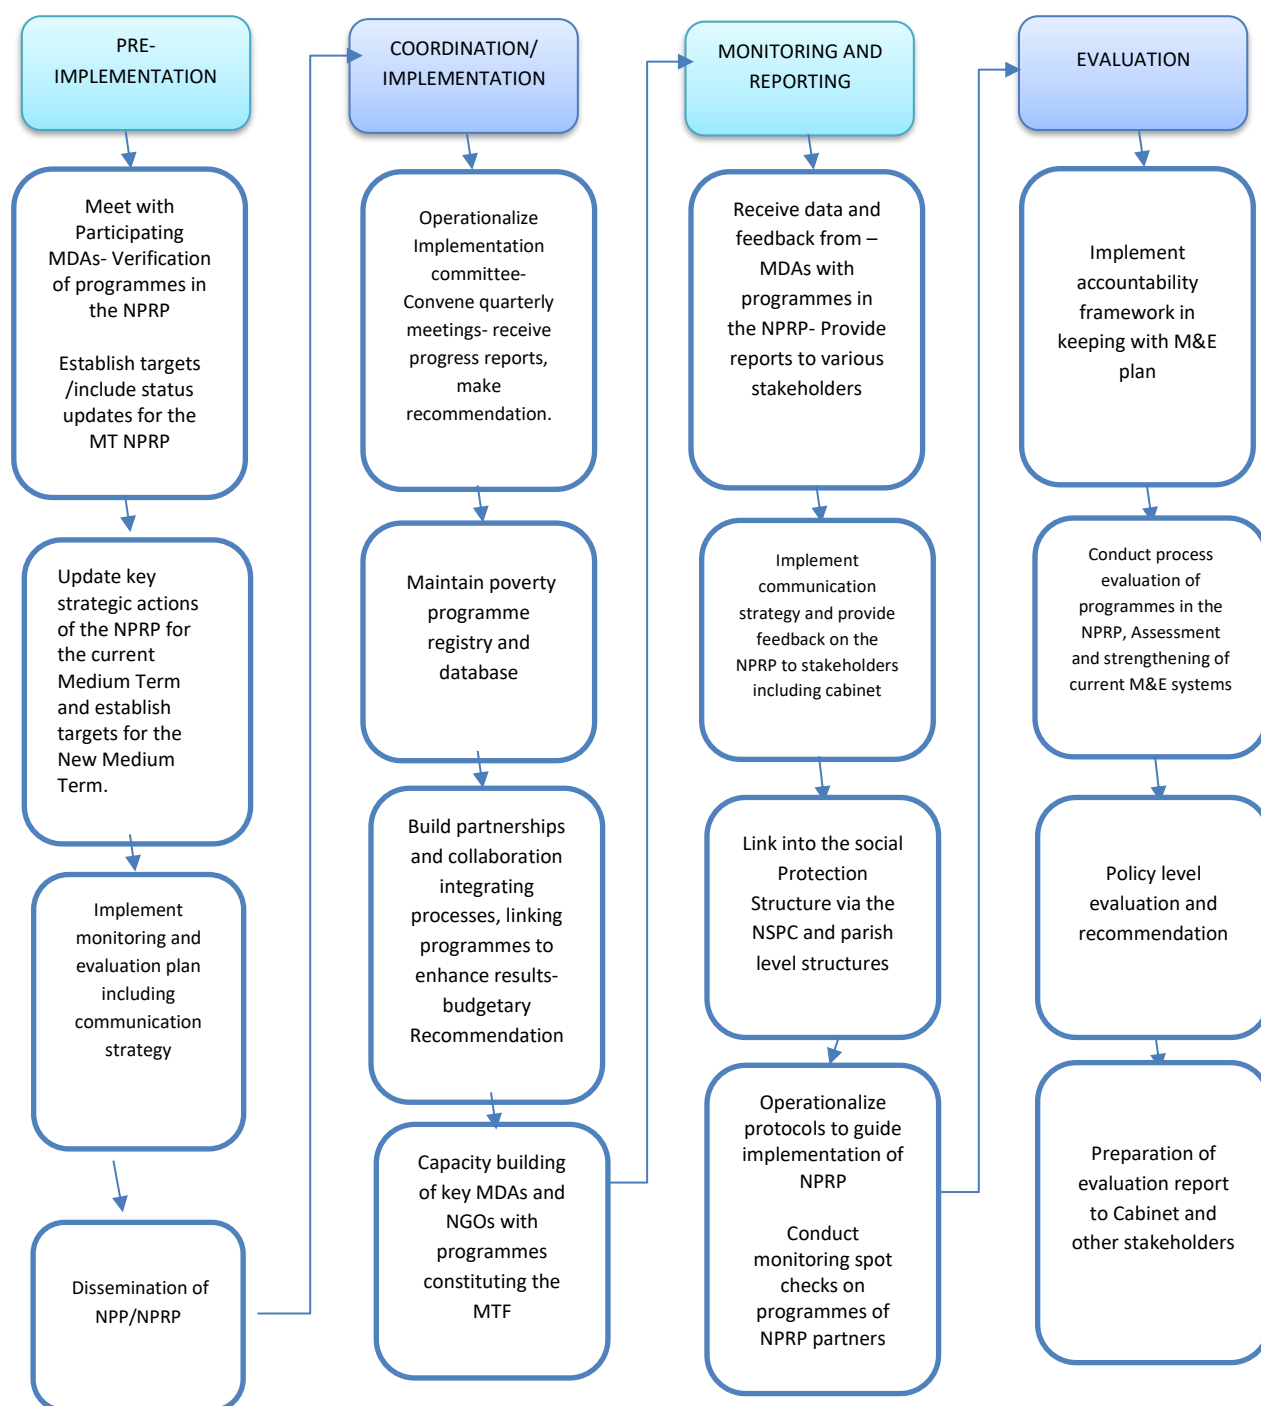 PRE-
IMPLEMENTATION
Meet with
Participating
MDAs- Verification
of programmes in
the NPRP
Establish targets
/include status
updates for the
MT NPRP
Update key
strategic actions
of the NPRP for
the current
Medium Term
and establish
targets for the
New Medium
Term.
Implement
monitoring and
evaluation plan
including
communication
strategy
Dissemination of
NPP/NPRP
COORDINATION/
IMPLEMENTATION
Operationalize
Implementation
committee-
Convene quarterly
meetings- receive
progress reports,
make
recommendation.
Maintain poverty
programme
registry and
database
Build partnerships
and collaboration
integrating
processes, linking
programmes to
enhance results-
budgetary
Recommendation
Capacity building
of key MDAs and
NGOs with
programmes
constituting the
MTF
MONITORING AND
REPORTING
Receive data and
feedback from –
MDAs with
programmes in
the NPRP- Provide
reports to various
stakeholders
Implement
communication
strategy and provide
feedback on the
NPRP to stakeholders
including cabinet
Link into the social
Protection
Structure via the
NSPC and parish
level structures
Operationalize
protocols to guide
implementation of
NPRP
Conduct
monitoring spot
checks on
programmes of
NPRP partners
EVALUATION
Implement
accountability
framework in
keeping with M&E
plan
Conduct process
evaluation of
programmes in the
NPRP, Assessment
and strengthening of
current M&E systems
Policy level
evaluation and
recommendation
Preparation of
evaluation report
to Cabinet and
other stakeholders